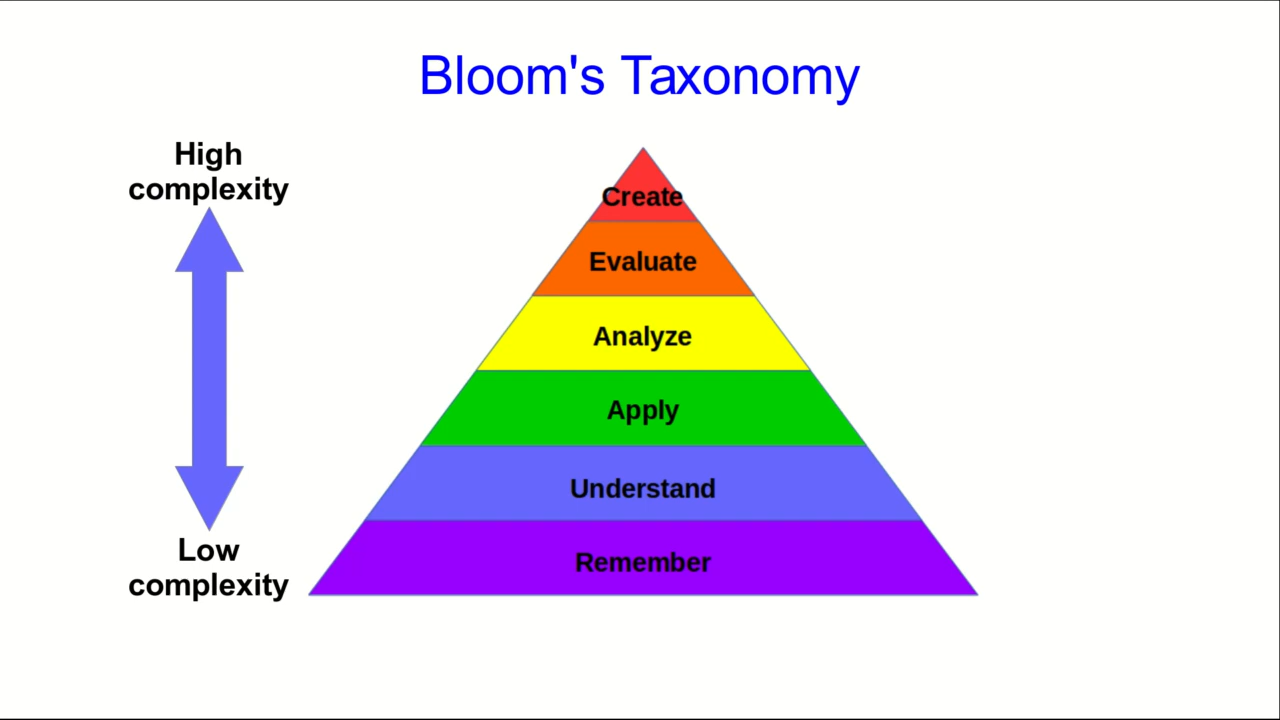 Bloom's Taxonomy
High
complexity
Create
Evaluate
Analyze
Apply
Understand
Remember
Low
complexity